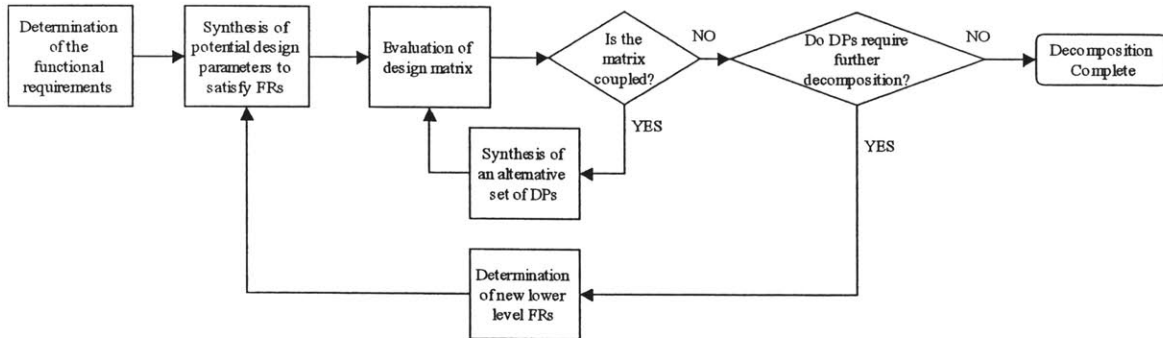 Determination
of the
functional
requirements
Synthesis of
potential design
parameters to
satisfy FRs
Evaluation of
design matrix
Is the
matrix
coupled?
NO
Do DPs require
further
decomposition?
NO
Decomposition
Complete
YES
YES
Synthesis of
an alternative
set of DPs
Determination
of new lower
level FRs